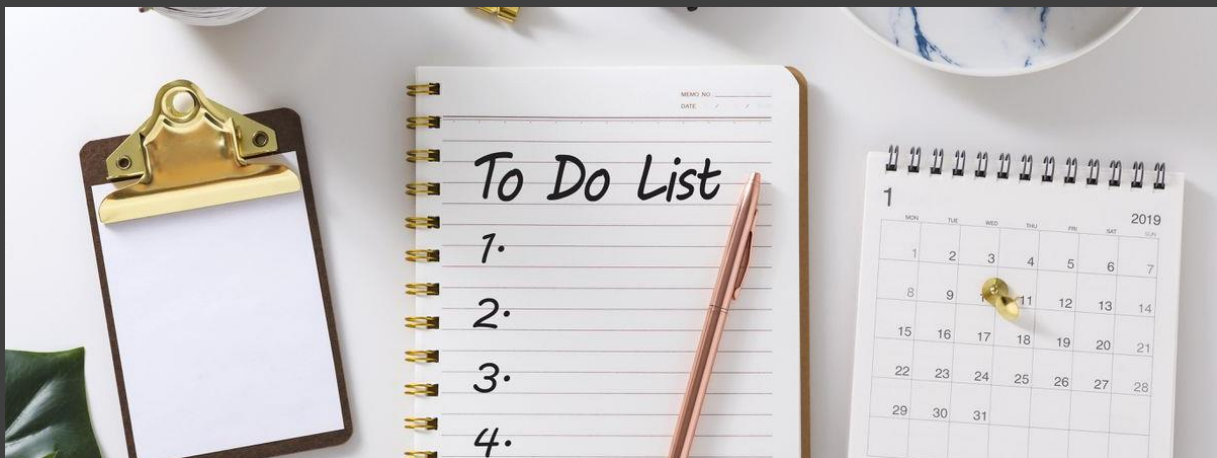 MEMO NO.
DATE / /
To Do List
1.
2.
3.
4.
1
2019
MON TUE WED THU FRI SAT SUN
1 2 3 4 5 6 7
8 9 11 12 13 14
15 16 17 18 19 20 21
22 23 24 25 26 27 28
29 30 31